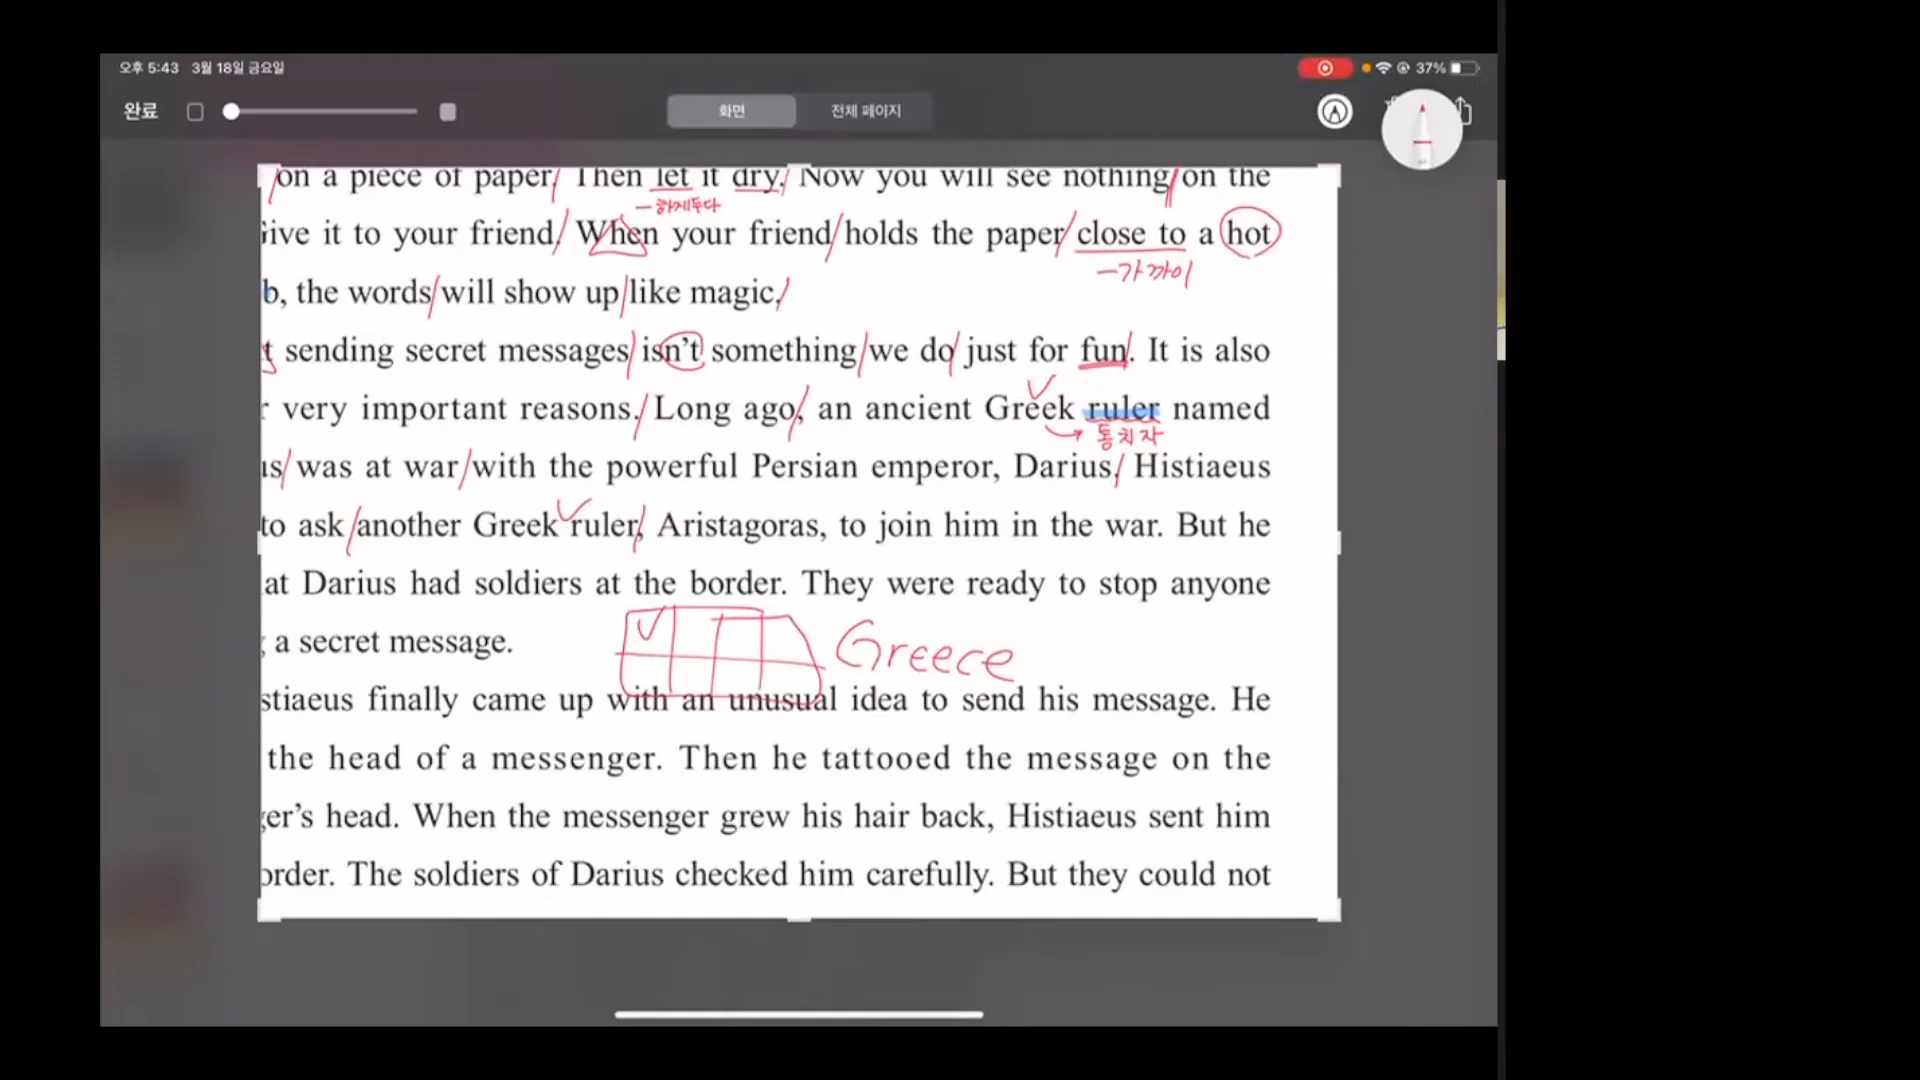 오후 5:43 3월 18일 금요일
37%
완료
화면
전체 페이지
on a piece of paper. Then let it dry. Now you will see nothing on the
-하게두다
ive it to your friend. When your friend holds the paper close to a hot
-가까이
b, the words will show up like magic.
t sending secret messages isn't something we do just for fun. It is also
r very important reasons. Long ago, an ancient Greek ruler named
통치자
us was at war with the powerful Persian emperor, Darius. Histiaeus
to ask another Greek ruler, Aristagoras, to join him in the war. But he
at Darius had soldiers at the border. They were ready to stop anyone
a secret message.
Greece
stiaeus finally came up with an unusual idea to send his message. He
the head of a messenger. Then he tattooed the message on the
ger's head. When the messenger grew his hair back, Histiaeus sent him
order. The soldiers of Darius checked him carefully. But they could not